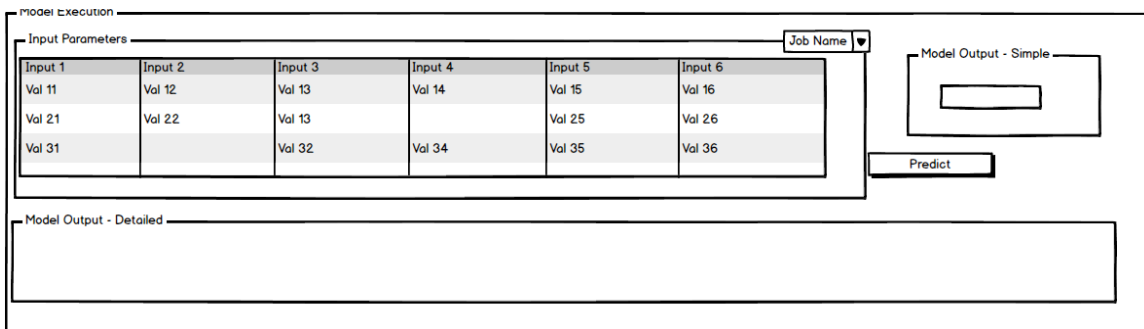 Model Execution
Input Parameters
Job Name
Model Output - Simple
Input 1 Input 2 Input 3 Input 4 Input 5 Input 6
Val 11 Val 12 Val 13 Val 14 Val 15 Val 16
Val 21 Val 22 Val 13 Val 25 Val 26
Val 31 Val 32 Val 34 Val 35 Val 36
Predict
Model Output - Detailed